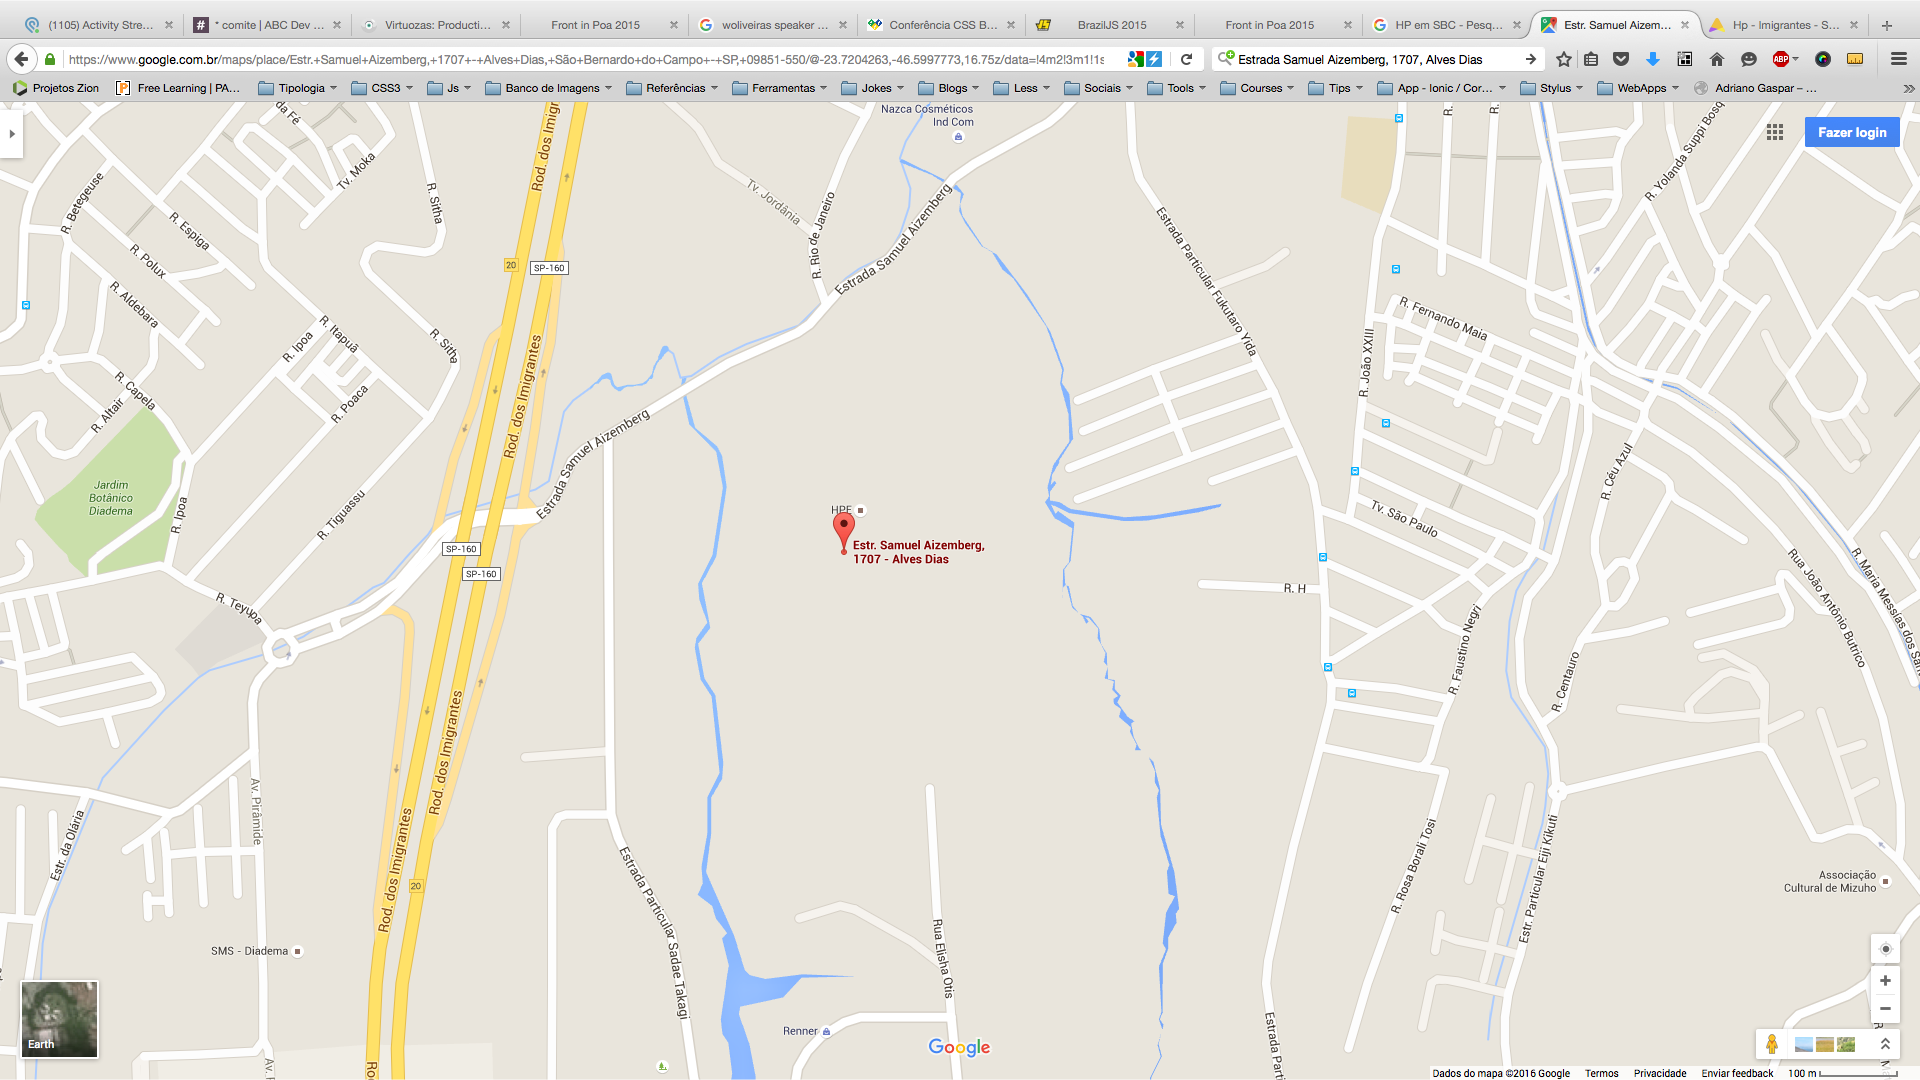 (1105) Activity Stre...
* comite | ABC Dev ...
Virtuozas: Producti...
Front in Poa 2015
woliveiras speaker ...
Conferência CSS B...
BrazilJS 2015
Front in Poa 2015
HP em SBC - Pesq...
Estr. Samuel Aizem...
Hp - Imigrantes - S...
https://www.google.com.br/maps/place/Estr.+Samuel+Aizemberg,+1707+-+Alves+Dias,+São+Bernardo+do+Campo+-+SP,+09851-550/@-23.7204263,-46.5997773,16.75z/data=!4m2!3m1!1s
Estrada Samuel Aizemberg, 1707, Alves Dias
ABP
Projetos Zion
Free Learning | PA...
Tipologia
CSS3
Js
Banco de Imagens
Referências
Ferramentas
Jokes
Blogs
Less
Sociais
Tools
Courses
Tips
App - Ionic / Cor...
Stylus
WebApps
Adriano Gaspar – ...
Fazer login
Nazca Cosméticos
Ind Com
da Fé
Tv. Moka
R. Betegeuse
R. Espiga
R. Sitha
R. Polux
R. Aldebara
R. Itapuã
R. Ipoa
R. Sitha
R. Capela
R. Altair
R. Poaca
Jardim
Botânico
Diadema
R. Ipoa
R. Tiguassu
R. Teyupa
Rod. dos Imig
20
SP-160
Rod. dos Imigrantes
Rod. dos Imigrantes
SP-160
SP-160
Tv. Jordânia
R. Rio de Janeiro
Estrada Samuel Aizemberg
Estrada Samuel Aizemberg
Estrada Samuel Aizemberg
HPE
Estr. Samuel Aizemberg,
1707 - Alves Dias
Estrada Particular Fukutaro Yida
R. João XXIII
R. Fernando Maia
R. Yolanda Suppi Bosq
R. Céu Azul
Tv. São Paulo
R. H
R. Faustino Negri
R. Centauro
Rua João Antônio Butrico
R. Maria Messias dos San
Rod. dos Imigrantes
Rod. dos Imigrantes
20
Av. Pirâmide
Estr. da Olária
SMS - Diadema
Estrada Particular Sadae Takagi
Rua Elisha Otis
Renner
R. Rosa Borali Tosi
Estr. Particular Eiji Kikuti
Estrada Parti
Associação
Cultural de Mizuho
Earth
Google
Dados do mapa ©2016 Google
Termos
Privacidade
Enviar feedback
100 m